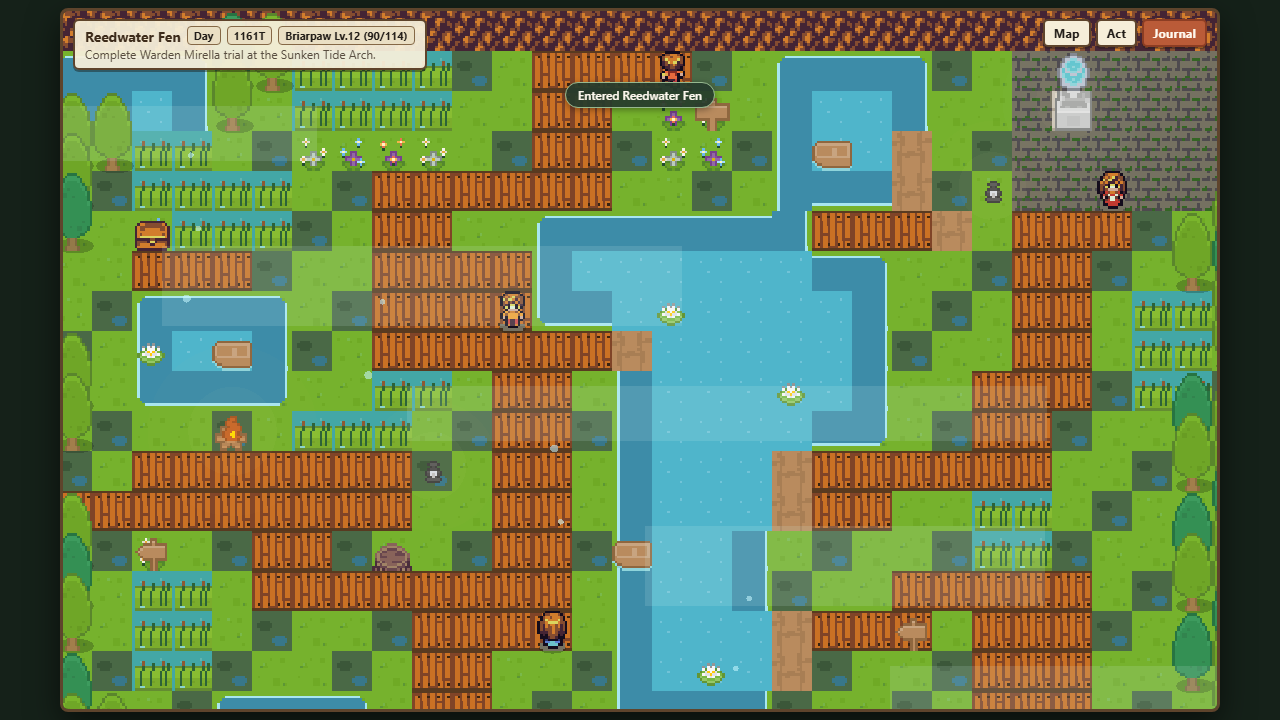 Reedwater Fen Day 1161T Briarpaw Lv.12 (90/114)
Complete Warden Mirella trial at the Sunken Tide Arch.
Map Act Journal
Entered Reedwater Fen